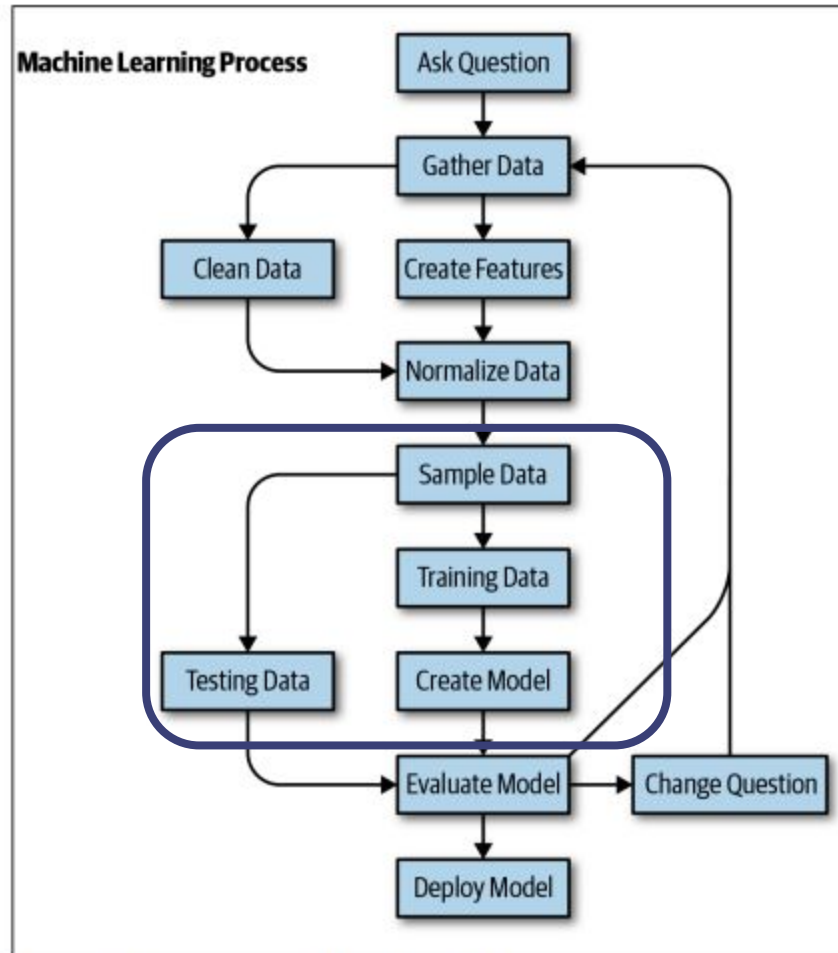 Machine Learning Process
Ask Question
Gather Data
Clean Data
Create Features
Normalize Data
Sample Data
Training Data
Testing Data
Create Model
Evaluate Model
Change Question
Deploy Model